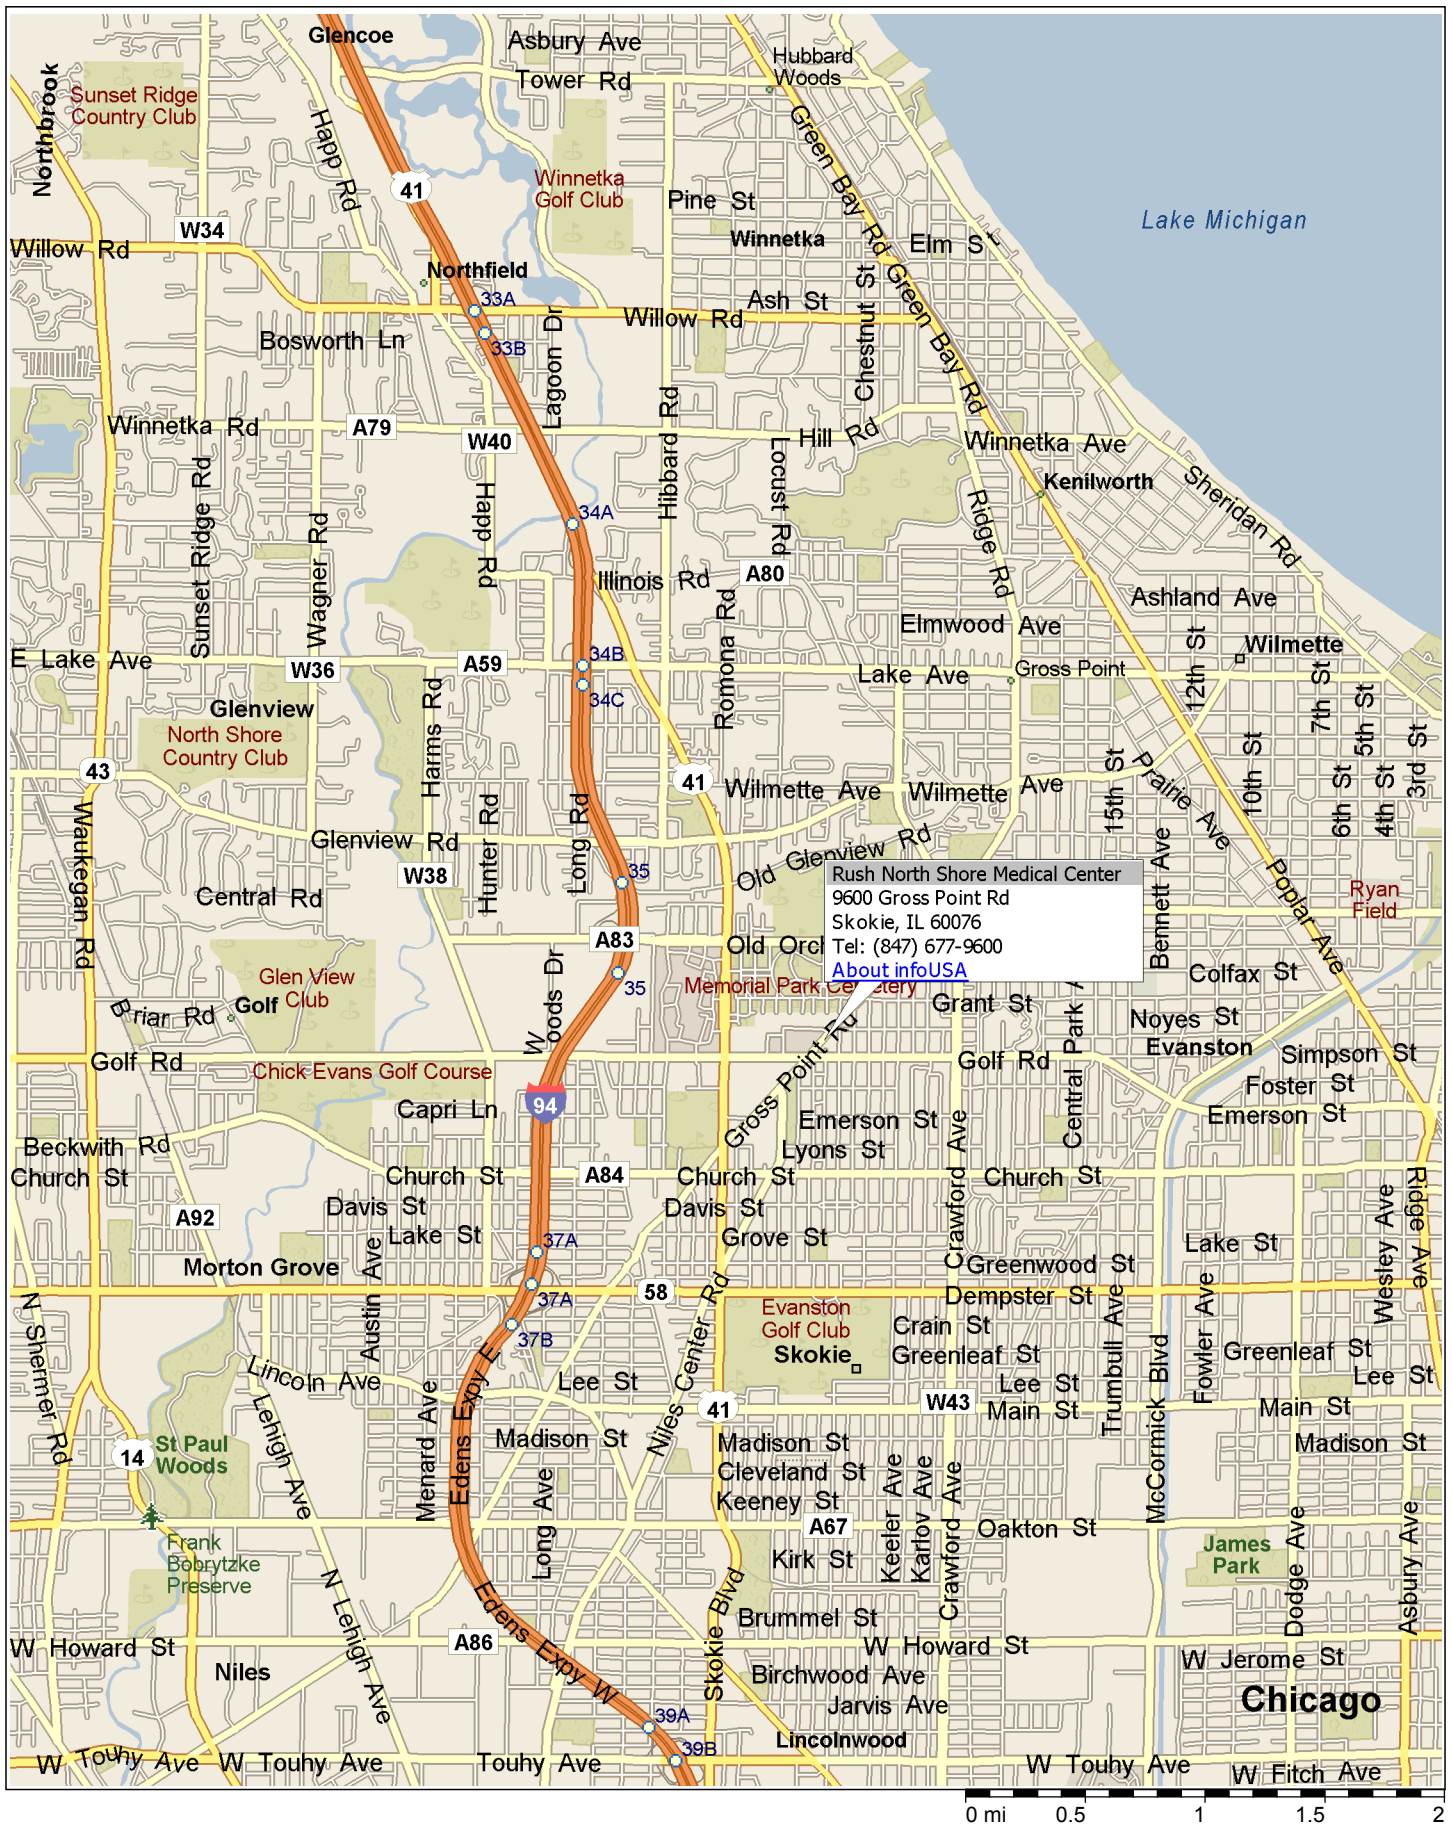 Glencoe
Asbury Ave
Hubbard
Woods
Tower Rd
Northbrook
Sunset Ridge
Country Club
Happ Rd
Green Bay Rd
41
Winnetka
Golf Club
Pine St
Lake Michigan
W34
Winnetka
Elm St
Willow Rd
Northfield
33A
Ash St
Chestnut St
Green Bay Rd
Willow Rd
Bosworth Ln
33B
Lagoon Dr
Hibbard Rd
Winnetka Rd
A79
W40
Hill Rd
Winnetka Ave
Locust Rd
Kenilworth
Sheridan Rd
Sunset Ridge Rd
Wagner Rd
Happ Rd
34A
Ridge Rd
Illinois Rd
A80
Ashland Ave
Romona Rd
Elmwood Ave
12th St
Wilmette
E Lake Ave
W36
A59
34B
Lake Ave
Gross Point
34C
7th St
5th St
3rd St
Glenview
Harms Rd
North Shore
Country Club
43
41
Wilmette Ave
Wilmette Ave
15th St
Prairie Ave
10th St
6th St
4th St
Waukegan Rd
Glenview Rd
Hunter Rd
Long Rd
Old Glenview Rd
Bennett Ave
W38
35
Poplar Ave
Rush North Shore Medical Center
9600 Gross Point Rd
Skokie, IL 60076
Tel: (847) 677-9600
About infoUSA
Central Rd
Ryan
Field
A83
Old Orch
Glen View
Club
Woods Dr
35
Memorial Park Cemetery
Colfax St
Briar Rd
Golf
Grant St
Central Park A
Noyes St
Gross Point Rd
Evanston
Golf Rd
Golf Rd
Simpson St
Chick Evans Golf Course
Foster St
94
Capri Ln
Emerson St
Crawford Ave
Emerson St
Beckwith Rd
Lyons St
Church St
Church St
A84
Church St
Church St
Ridge Ave
Wesley Ave
A92
Davis St
Davis St
Lake St
Grove St
Lake St
37A
Morton Grove
Austin Ave
Greenwood St
58
Dempster St
37A
Niles Center Rd
Evanston
Golf Club
N Shermer Rd
Crain St
Trumbull Ave
McCormick Blvd
Fowler Ave
37B
Skokie
Greenleaf St
Greenleaf St
Lincoln Ave
Lee St
Lee St
Lee St
Edens Expy E
Menard Ave
Lehigh Ave
41
W43
Main St
Main St
Madison St
Madison St
Madison St
14
St Paul
Woods
Cleveland St
Long Ave
Keeler Ave
Karlov Ave
Crawford Ave
Keeney St
A67
Oakton St
Dodge Ave
Asbury Ave
Frank
Bobrytzke
Preserve
James
Park
Kirk St
N Lehigh Ave
Edens Expy W
Skokie Blvd
Brummel St
W Howard St
A86
W Howard St
W Jerome St
Niles
Birchwood Ave
Chicago
Jarvis Ave
39A
Lincolnwood
39B
W Touhy Ave
W Touhy Ave
Touhy Ave
W Touhy Ave
W Fitch Ave
0 mi 0.5 1 1.5 2